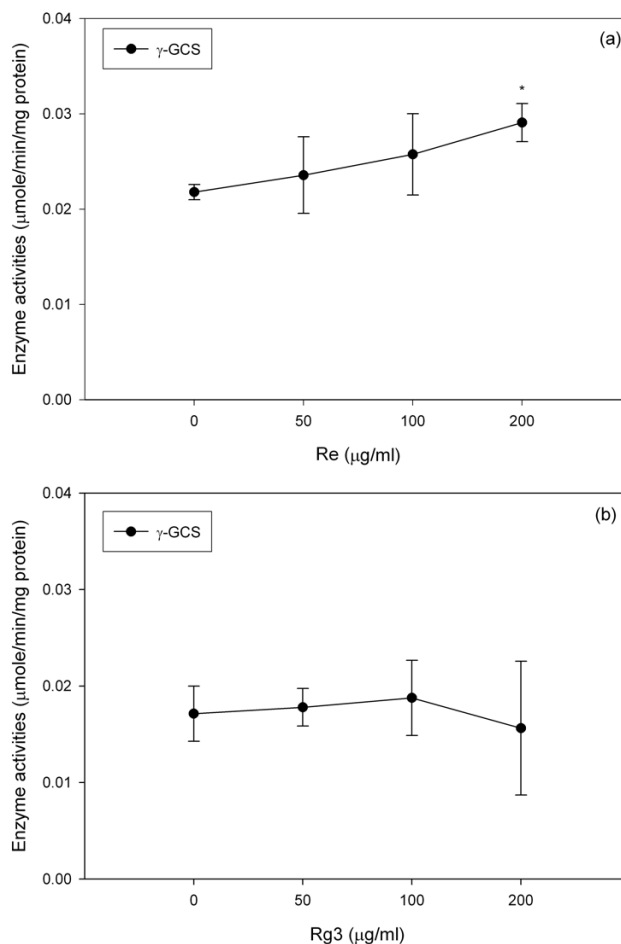 (a)
γ-GCS
*
0.04
0.03
0.02
0.01
0.00
Enzyme activities (μmole/min/mg protein)
0 50 100 200
Re (μg/ml)
(b)
γ-GCS
0.04
0.03
0.02
0.01
0.00
Enzyme activities (μmole/min/mg protein)
0 50 100 200
Rg3 (μg/ml)